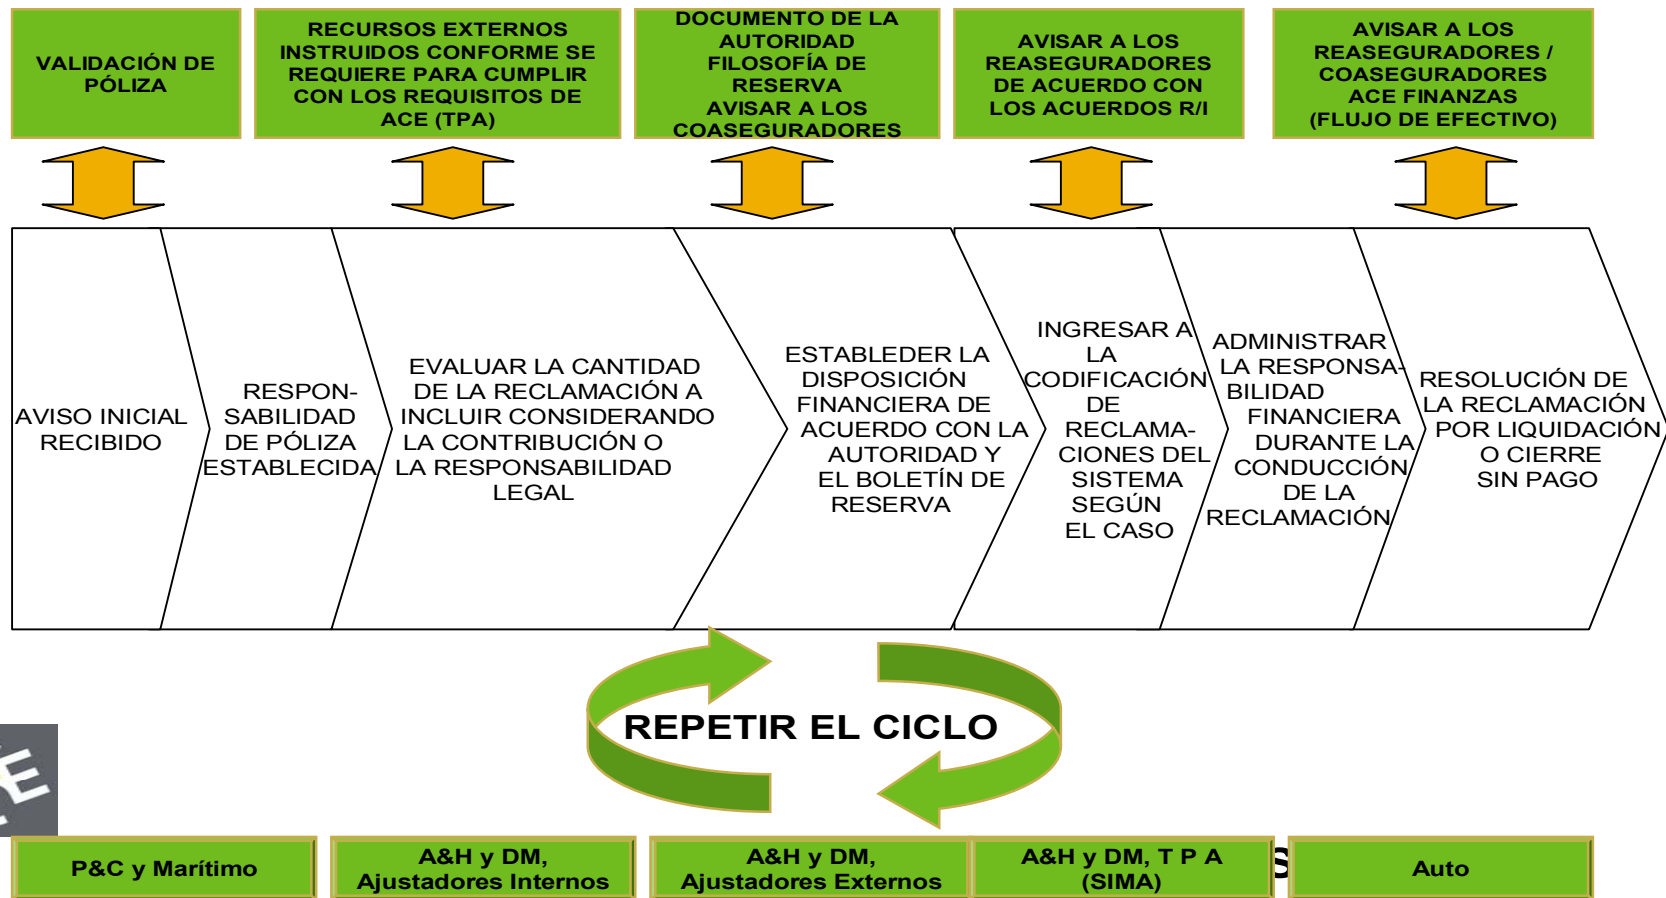 VALIDACIÓN DE
PÓLIZA
RECURSOS EXTERNOS
INSTRUIDOS CONFORME SE
REQUIERE PARA CUMPLIR
CON LOS REQUISITOS DE
ACE (TPA)
DOCUMENTO DE LA
AUTORIDAD
FILOSOFÍA DE
RESERVA
AVISAR A LOS
COASEGURADORES
AVISAR A LOS
REASEGURADORES
DE ACUERDO CON
LOS ACUERDOS R/I
AVISAR A LOS
REASEGURADORES /
COASEGURADORES
ACE FINANZAS
(FLUJO DE EFECTIVO)
AVISO INICIAL
RECIBIDO
RESPON-
SABILIDAD
DE PÓLIZA
ESTABLECIDA
EVALUAR LA CANTIDAD
DE LA RECLAMACIÓN A
INCLUIR CONSIDERANDO
LA CONTRIBUCIÓN O
LA RESPONSABILIDAD
LEGAL
ESTABLEDER LA
DISPOSICIÓN
FINANCIERA DE
ACUERDO CON LA
AUTORIDAD Y
EL BOLETÍN DE
RESERVA
INGRESAR A
LA
CODIFICACIÓN
DE
RECLAMA-
CIONES DEL
SISTEMA
SEGÚN
EL CASO
ADMINISTRAR
LA RESPONSA-
BILIDAD
FINANCIERA
DURANTE LA
CONDUCCIÓN
DE LA
RECLAMACIÓN
RESOLUCIÓN DE
LA RECLAMACIÓN
POR LIQUIDACIÓN
O CIERRE
SIN PAGO
REPETIR EL CICLO
P&C y Marítimo
A&H y DM,
Ajustadores Internos
A&H y DM,
Ajustadores Externos
A&H y DM, T P A
(SIMA)
Auto